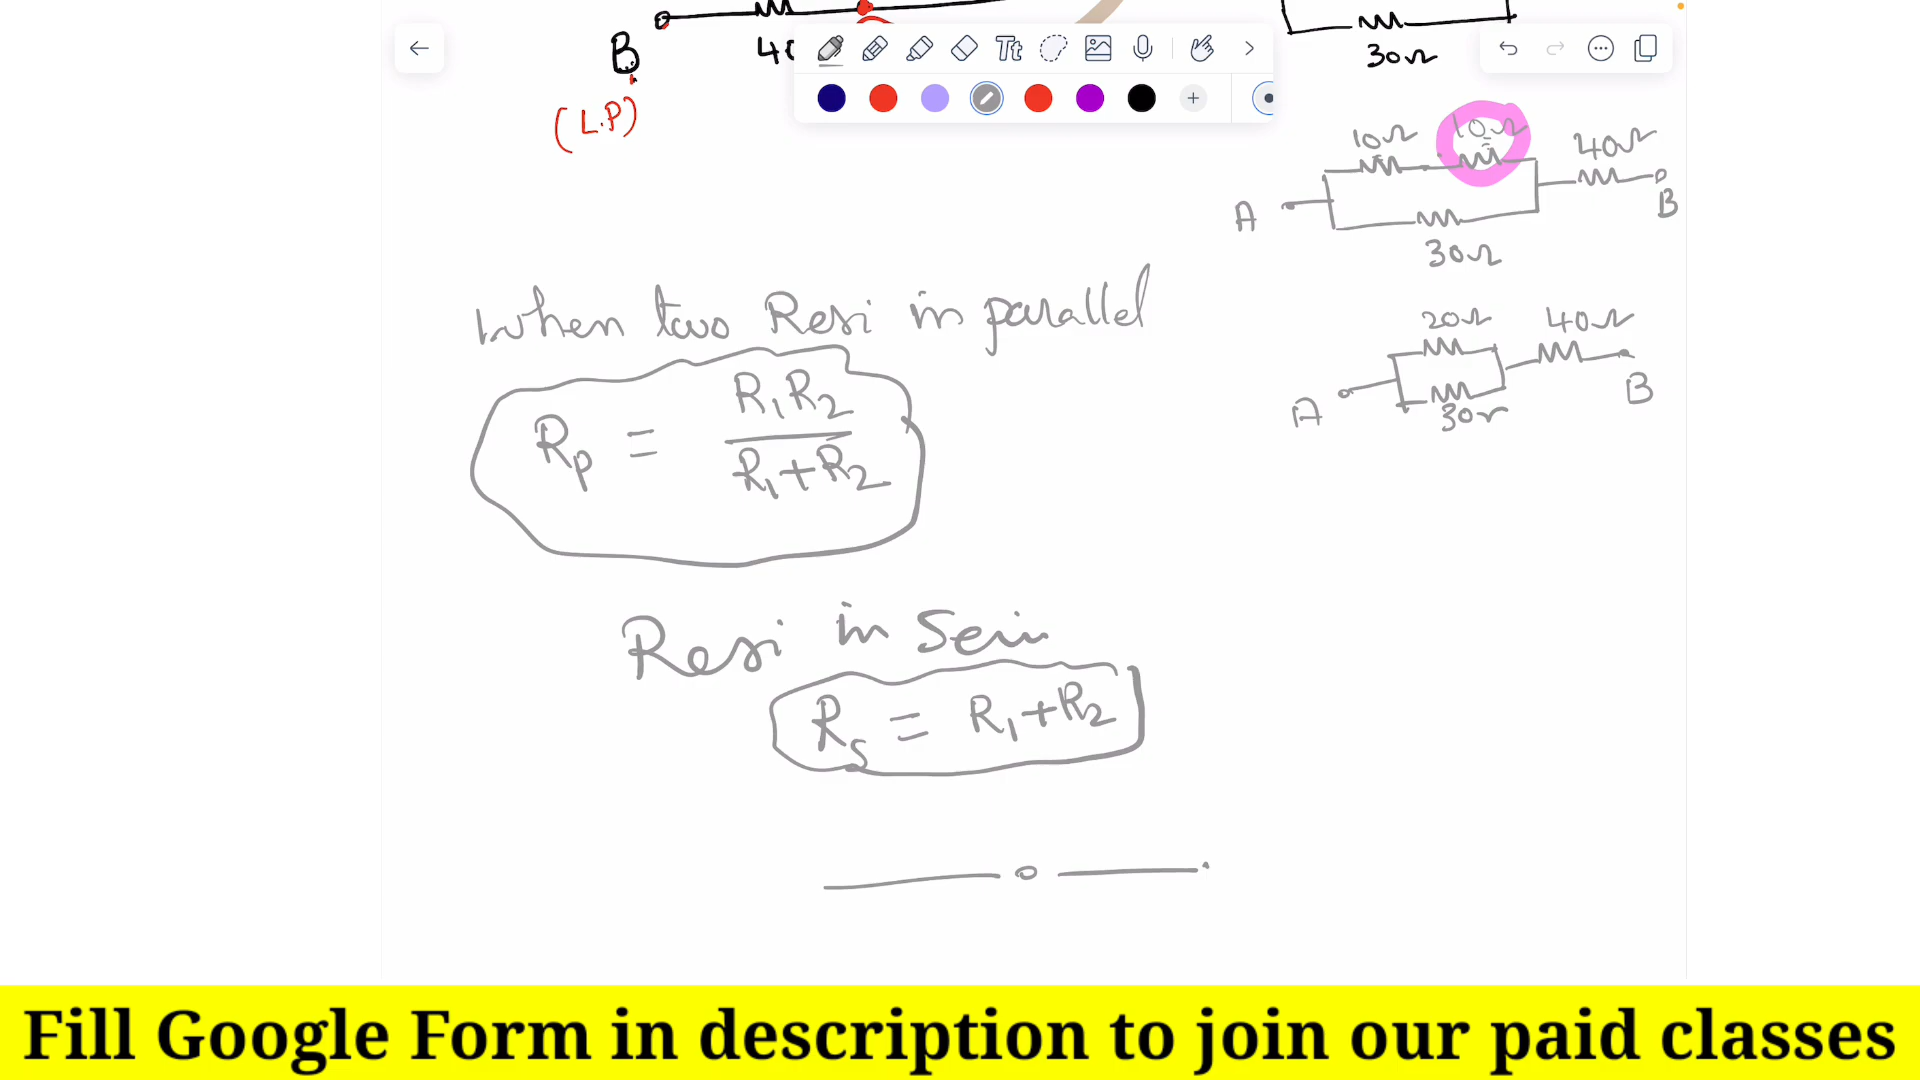 B
40
30Ω
(L.P)
Tt
10Ω 10Ω 40Ω
A B
30Ω
When two Resi in parallel
20Ω 40Ω
A B
30Ω
Rp = R1R2
R1+R2
Resi in Seri
Rs = R1+R2
Fill Google Form in description to join our paid classes